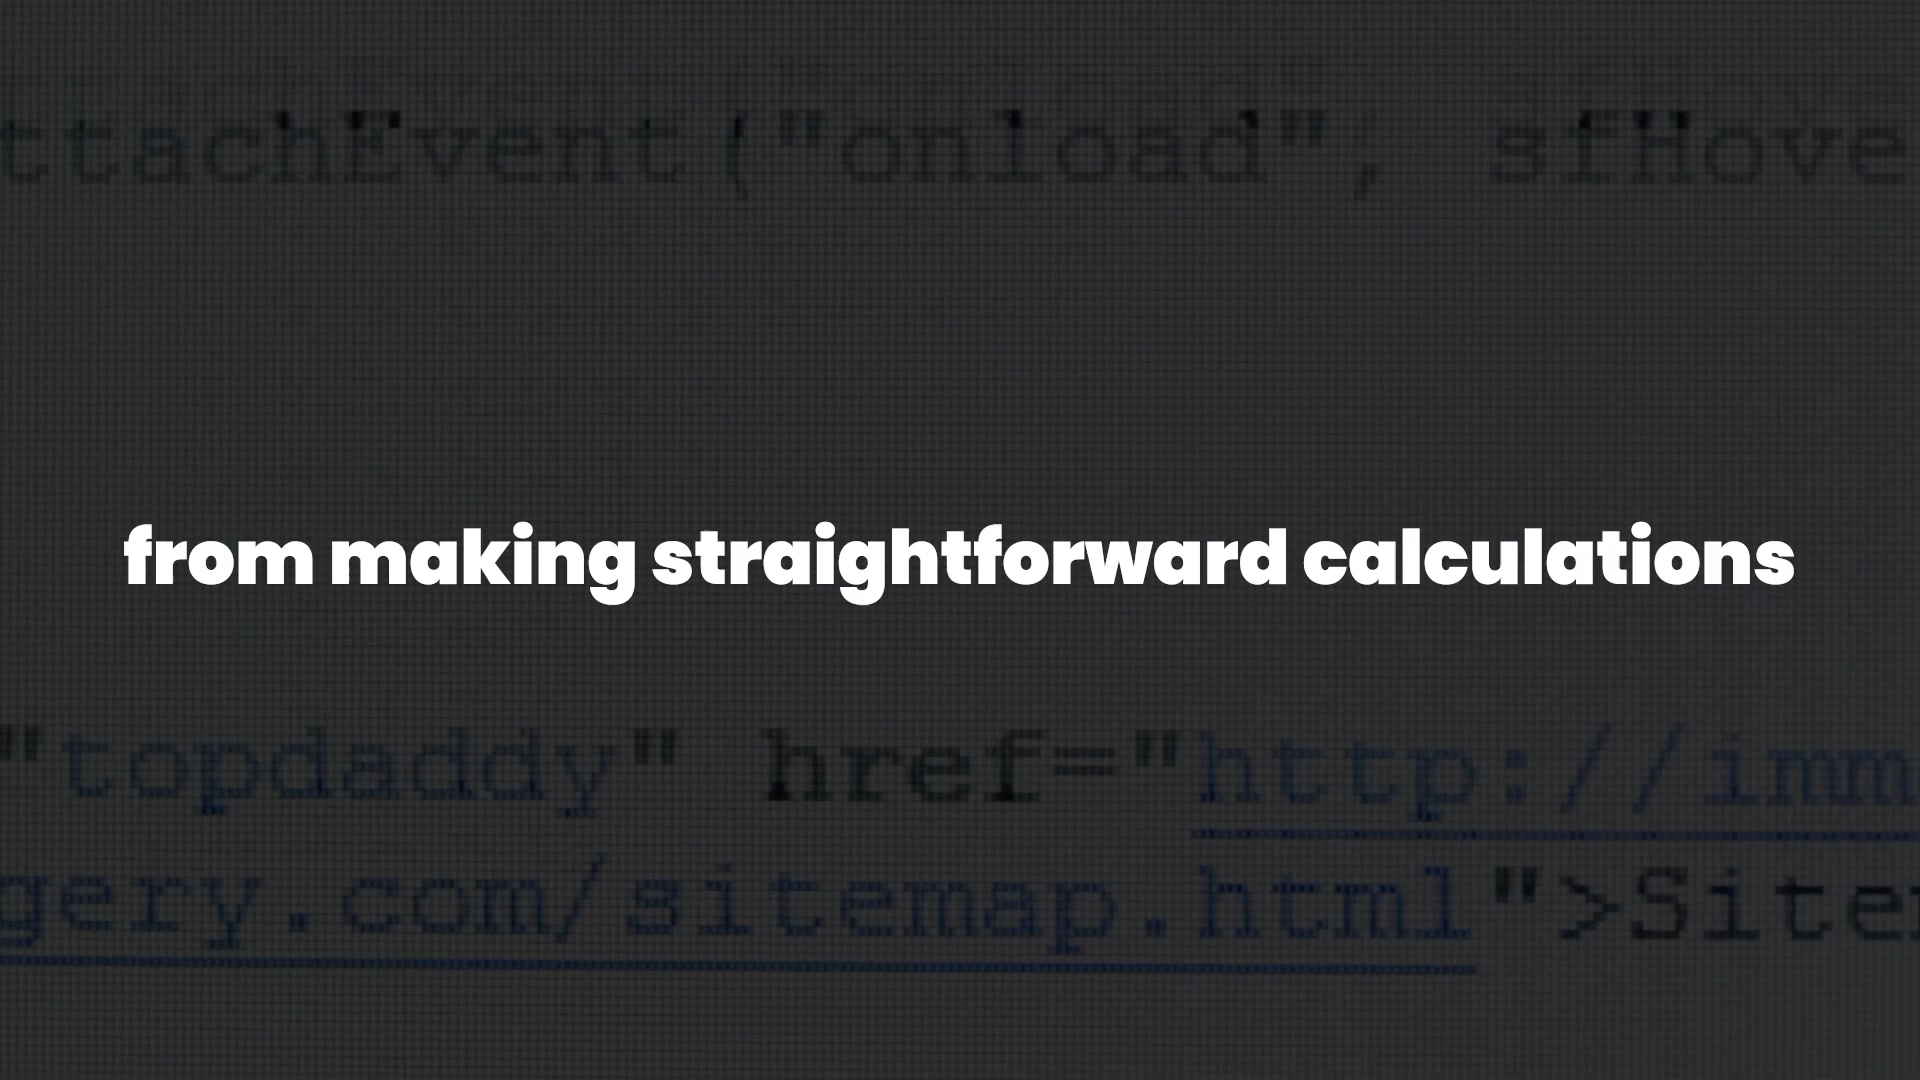 ttachEvent("onload", sfHove
from making straightforward calculations
"topdaddy" href="http://imm
gery.com/sitemap.html">Site